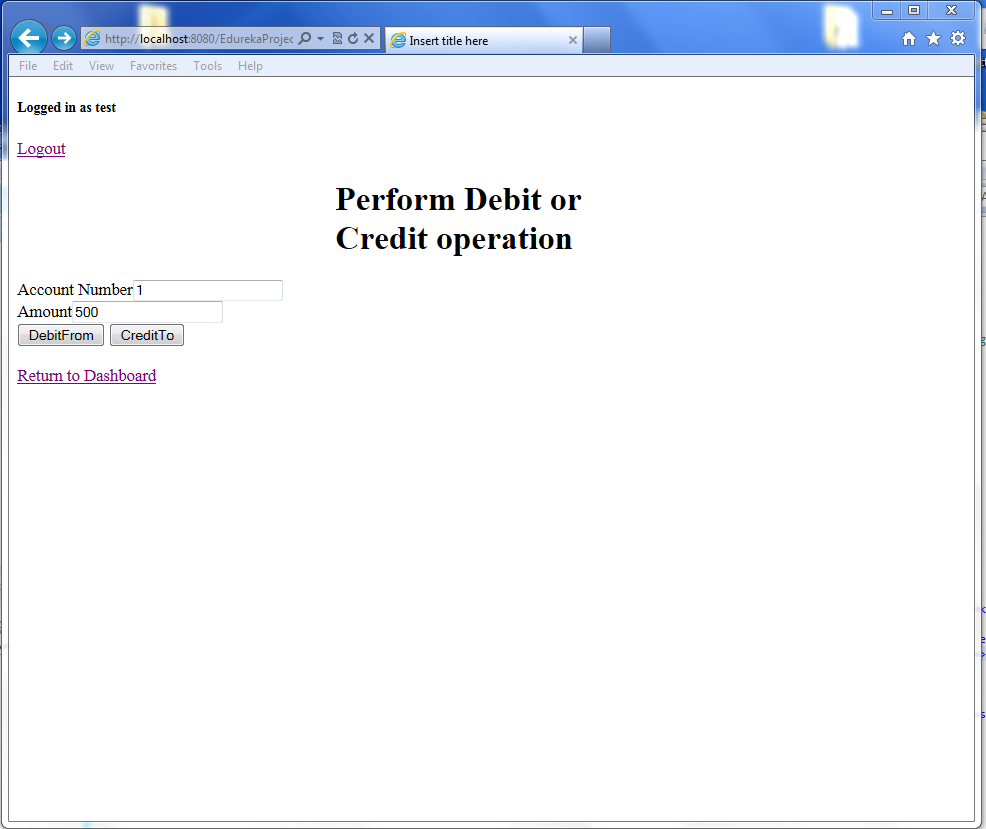 http://localhost:8080/EdurekaProjec
Insert title here
File Edit View Favorites Tools Help
Logged in as test
Logout
Perform Debit or
Credit operation
Account Number 1
Amount 500
DebitFrom CreditTo
Return to Dashboard